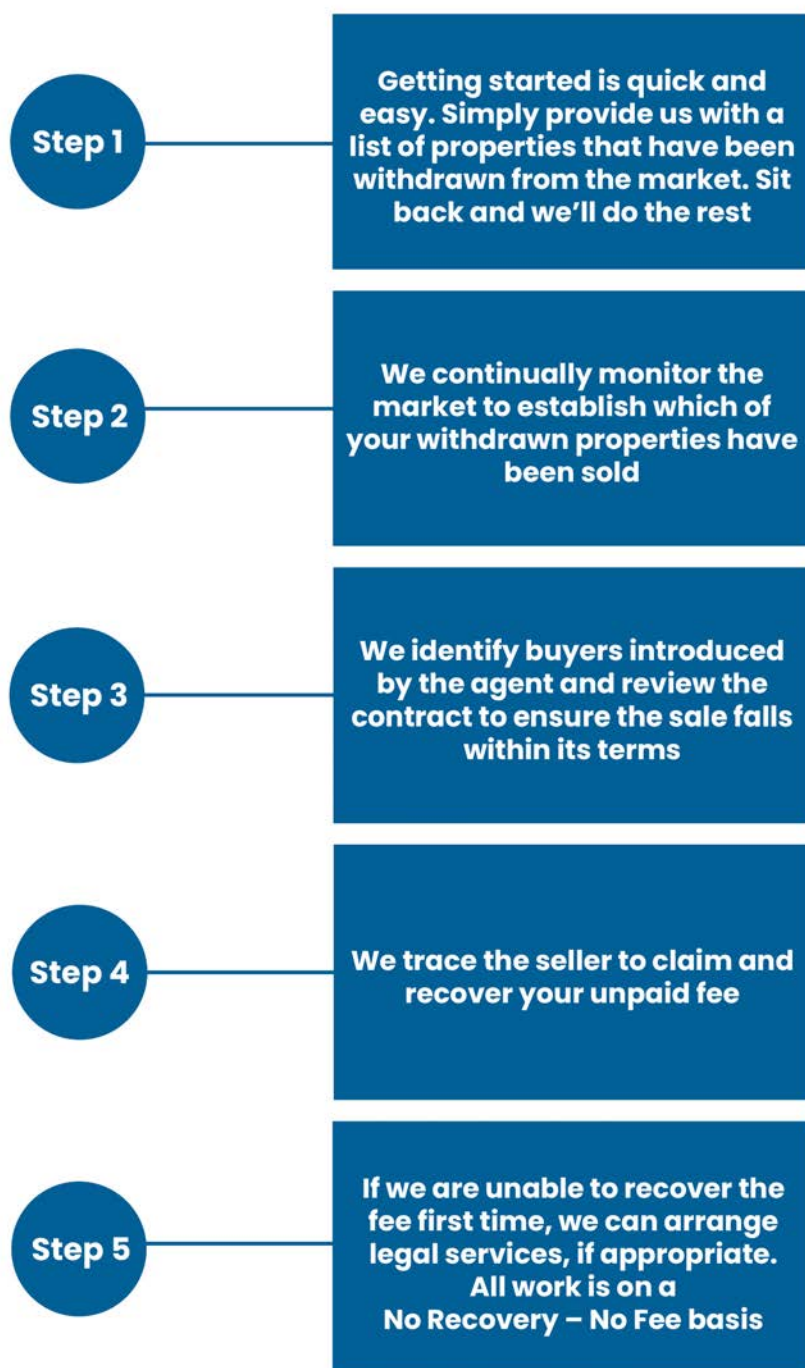 Step 1
Getting started is quick and
easy. Simply provide us with a
list of properties that have been
withdrawn from the market. Sit
back and we’ll do the rest
Step 2
We continually monitor the
market to establish which of
your withdrawn properties have
been sold
Step 3
We identify buyers introduced
by the agent and review the
contract to ensure the sale falls
within its terms
Step 4
We trace the seller to claim and
recover your unpaid fee
Step 5
If we are unable to recover the
fee first time, we can arrange
legal services, if appropriate.
All work is on a
No Recovery – No Fee basis